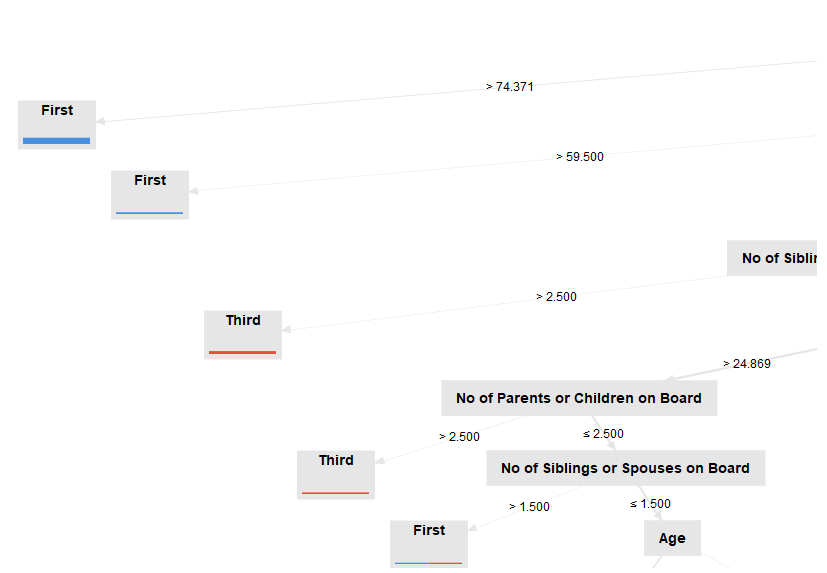 > 74.371
First
> 59.500
First
No of
> 2.500
Third
> 24.869
No of Parents or Children on Board
> 2.500
≤ 2.500
Third
No of Siblings or Spouses on Board
> 1.500
≤ 1.500
First
Age